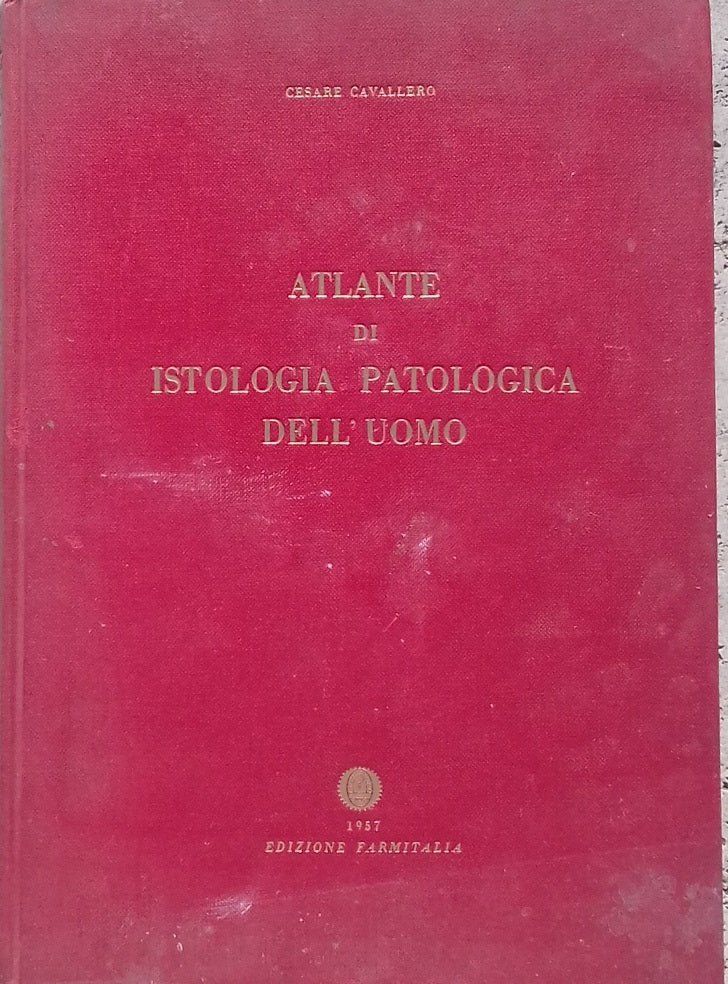 CESARE CAVALLERO
ATLANTE
DI
ISTOLOGIA PATOLOGICA
DELL'UOMO
1957
EDIZIONE FARMITALIA